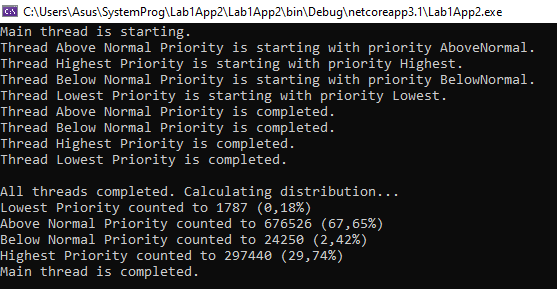 C:\Users\Asus\SystemProg\Lab1App2\Lab1App2\bin\Debug\netcoreapp3.1\Lab1App2.exe
Main thread is starting.
Thread Above Normal Priority is starting with priority AboveNormal.
Thread Highest Priority is starting with priority Highest.
Thread Below Normal Priority is starting with priority BelowNormal.
Thread Lowest Priority is starting with priority Lowest.
Thread Above Normal Priority is completed.
Thread Below Normal Priority is completed.
Thread Highest Priority is completed.
Thread Lowest Priority is completed.
All threads completed. Calculating distribution...
Lowest Priority counted to 1787 (0,18%)
Above Normal Priority counted to 676526 (67,65%)
Below Normal Priority counted to 24250 (2,42%)
Highest Priority counted to 297440 (29,74%)
Main thread is completed.